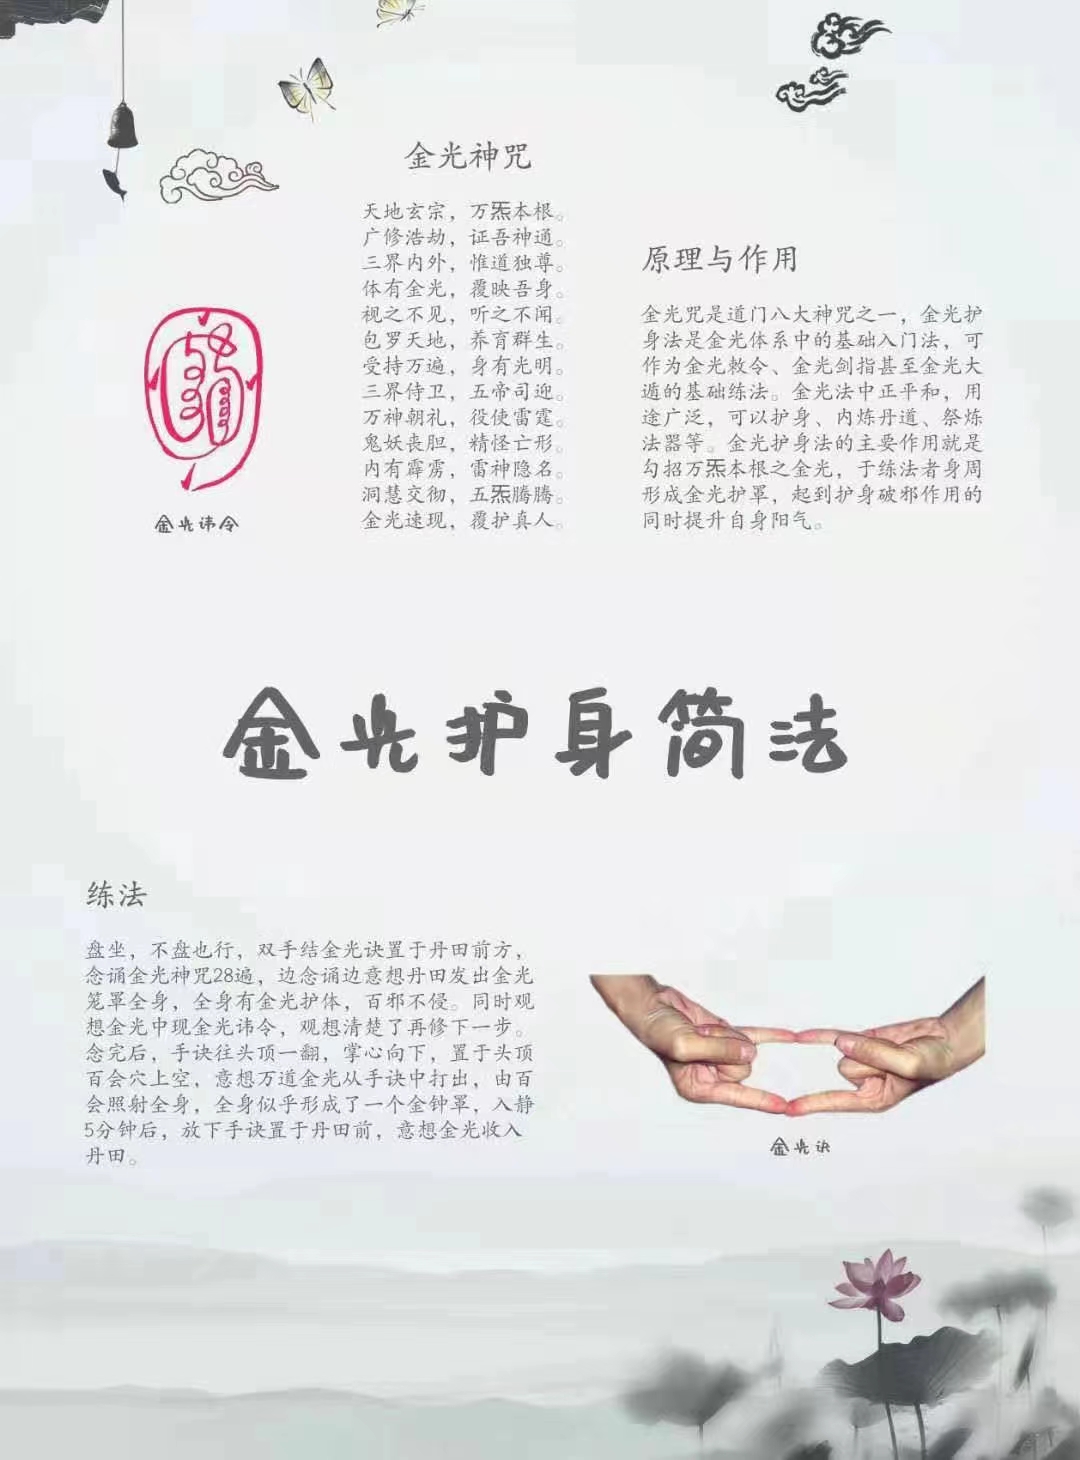 金光神咒
天地玄宗，万炁本根。
广修浩劫，证吾神通。
三界内外，惟道独尊。
体有金光，覆映吾身。
视之不见，听之不闻。
包罗天地，养育群生。
受持万遍，身有光明。
三界侍卫，五帝司迎。
万神朝礼，役使雷霆。
鬼妖丧胆，精怪亡形。
内有霹雳，雷神隐名。
洞慧交彻，五炁腾腾。
金光速现，覆护真人。
金光讳令
原理与作用
金光咒是道门八大神咒之一，金光护
身法是金光体系中的基础入门法，可
作为金光敕令、金光剑指甚至金光大
遁的基础练法。金光法中正平和，用
途广泛，可以护身、内炼丹道、祭炼
法器等。金光护身法的主要作用就是
勾招万炁本根之金光，于练法者身周
形成金光护罩，起到护身破邪作用的
同时提升自身阳气。
金光护身简法
练法
盘坐，不盘也行，双手结金光诀置于丹田前方，
念诵金光神咒28遍，边念诵边意想丹田发出金光
笼罩全身，全身有金光护体，百邪不侵。同时观
想金光中现金光讳令，观想清楚了再修下一步。
念完后，手诀往头顶一翻，掌心向下，置于头顶
百会穴上空，意想万道金光从手诀中打出，由百
会照射全身，全身似乎形成了一个金钟罩，入静
5分钟后，放下手诀置于丹田前，意想金光收入
丹田。
金光诀